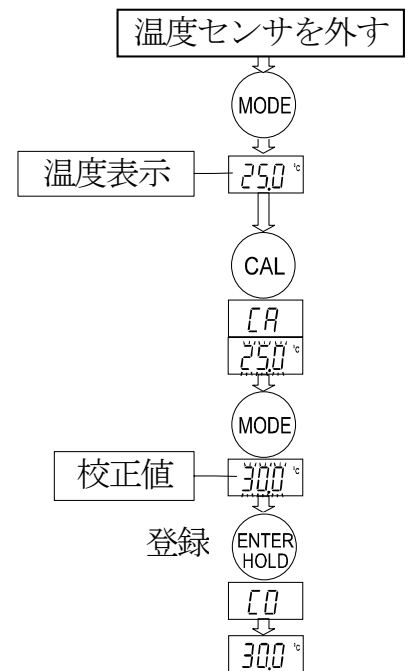 温度センサを外す
MODE
温度表示
25.0 ℃
CAL
CA
25.0 ℃
MODE
校正値
30.0 ℃
登録
ENTER
HOLD
CO
30.0 ℃